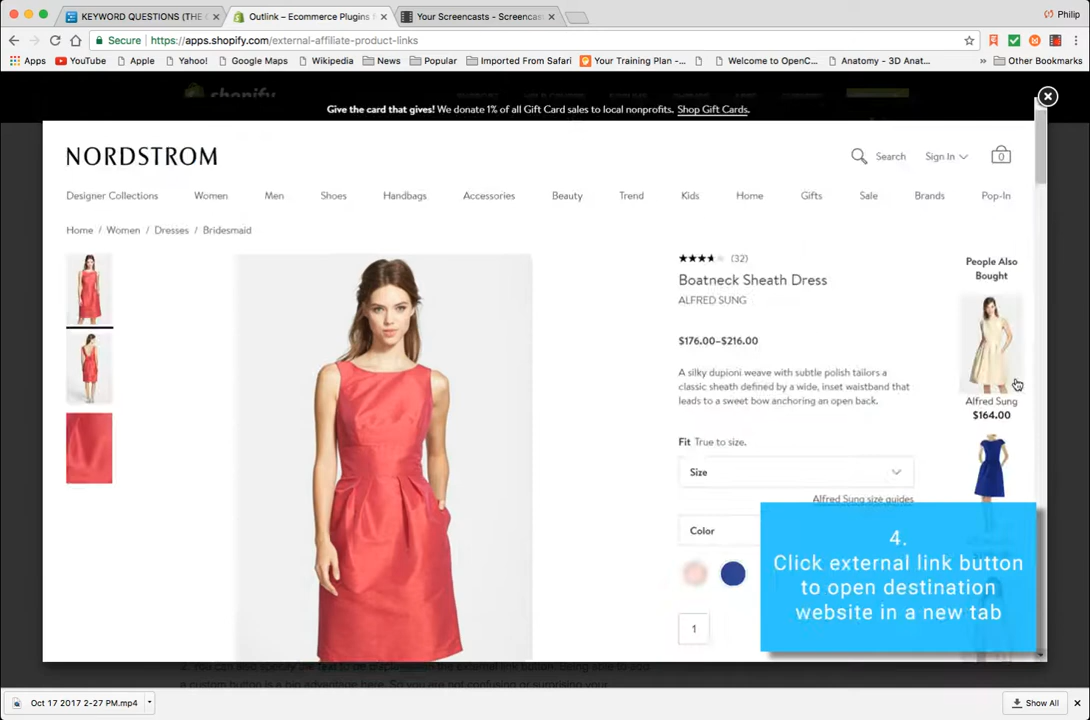 KEYWORD QUESTIONS (THE
Outlink – Ecommerce Plugins
Your Screencasts - Screencas
Philip
Secure
https://apps.shopify.com/external-affiliate-product-links
Apps
YouTube
Apple
Yahoo!
Google Maps
Wikipedia
News
Popular
Imported From Safari
Your Training Plan -...
Welcome to OpenC...
Anatomy - 3D Anat...
Other Bookmarks
shopify
Give the card that gives! We donate 1% of all Gift Card sales to local nonprofits. Shop Gift Cards.
NORDSTROM
Search
Sign In
0
Designer Collections
Women
Men
Shoes
Handbags
Accessories
Beauty
Trend
Kids
Home
Gifts
Sale
Brands
Pop-In
Home / Women / Dresses / Bridesmaid
(32)
Boatneck Sheath Dress
ALFRED SUNG
$176.00–$216.00
A silky dupioni weave with subtle polish tailors a
classic sheath defined by a wide, inset waistband that
leads to a sweet bow anchoring an open back.
Fit True to size.
Size
Alfred Sung size guides
Color
1
People Also
Bought
Alfred Sung
$164.00
4.
Click external link button
to open destination
website in a new tab
Oct 17 2017 2-27 PM.mp4
Show All